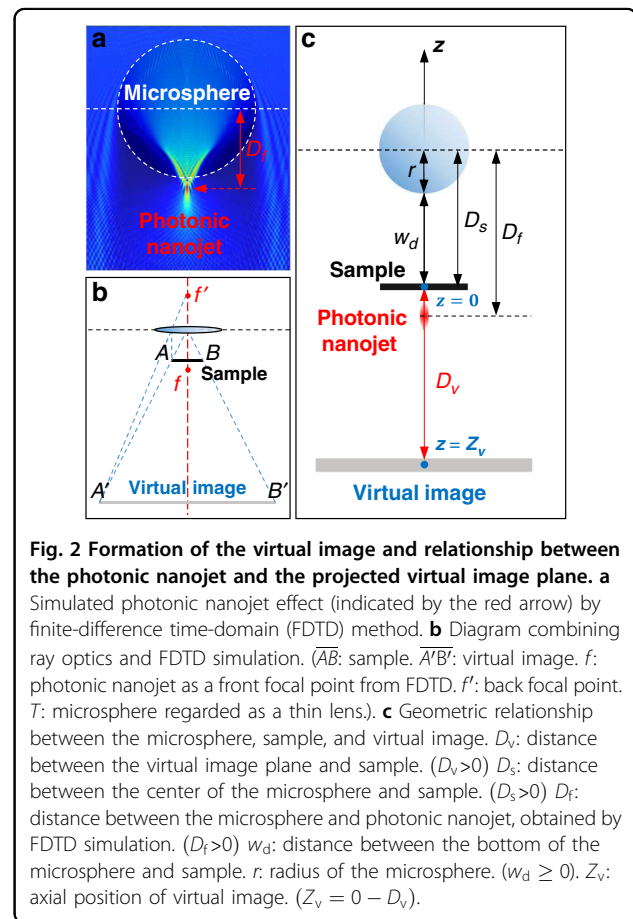 a
Microsphere
D_f
Photonic
nanojet
b
f'
A B
Sample
f
A' Virtual image B'
c
z
r
D_s
D_f
w_d
Sample
z = 0
Photonic
nanojet
D_v
z = Z_v
Virtual image
Fig. 2 Formation of the virtual image and relationship between
the photonic nanojet and the projected virtual image plane. a
Simulated photonic nanojet effect (indicated by the red arrow) by
finite-difference time-domain (FDTD) method. b Diagram combining
ray optics and FDTD simulation. (A̅B̅: sample. A̅'̅B̅'̅: virtual image. f:
photonic nanojet as a front focal point from FDTD. f′: back focal point.
T: microsphere regarded as a thin lens.). c Geometric relationship
between the microsphere, sample, and virtual image. D_v: distance
between the virtual image plane and sample. (D_v>0) D_s: distance
between the center of the microsphere and sample. (D_s>0) D_f:
distance between the microsphere and photonic nanojet, obtained by
FDTD simulation. (D_f>0) w_d: distance between the bottom of the
microsphere and sample. r: radius of the microsphere. (w_d ≥ 0). Z_v:
axial position of virtual image. (Z_v = 0 − D_v).